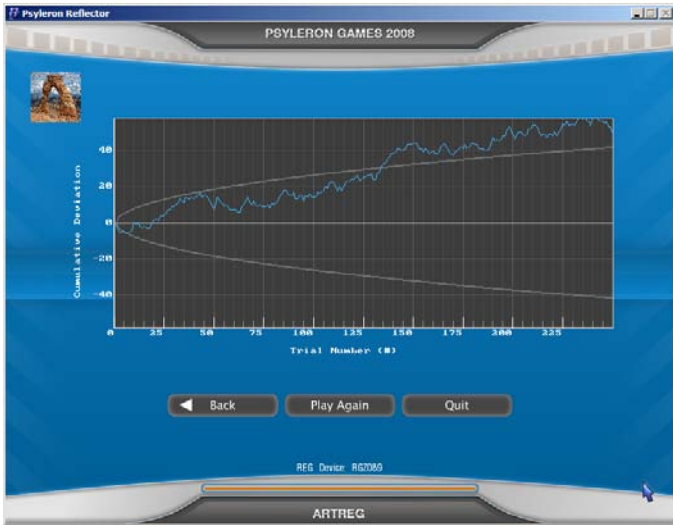 Psyleron Reflector
PSYLERON GAMES 2008
Cumulative Deviation
40
20
0
-20
-40
0 25 50 75 100 125 150 175 200 225
Trial Number (#)
Back Play Again Quit
REG Device: RGZ089
ARTREG